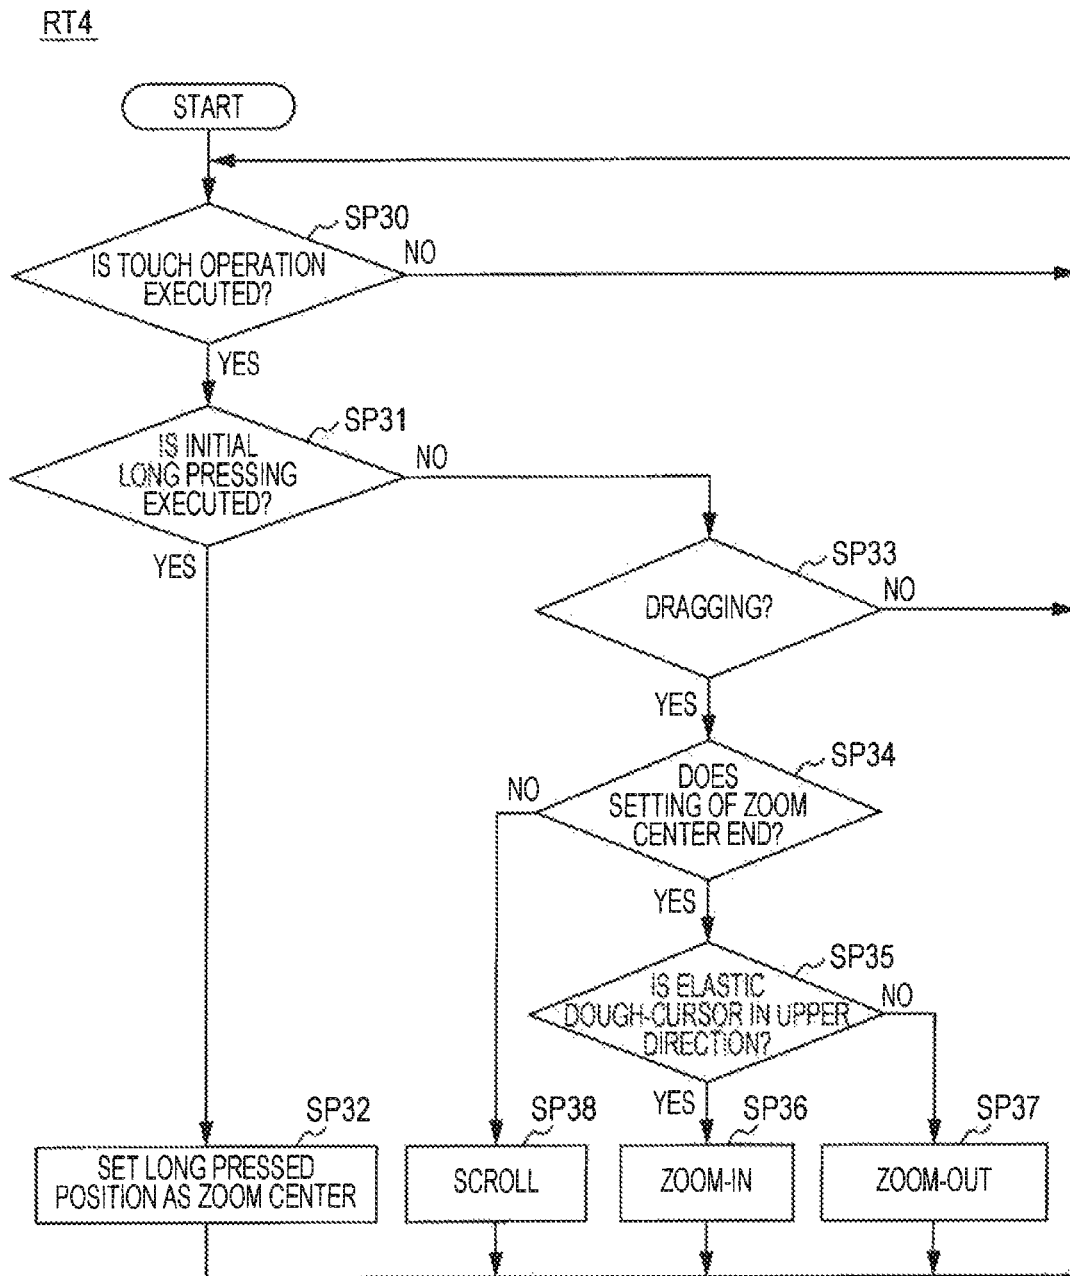 RT4
START
SP30
IS TOUCH OPERATION
EXECUTED?
NO
YES
SP31
IS INITIAL
LONG PRESSING
EXECUTED?
NO
YES
SP33
DRAGGING?
NO
YES
SP34
DOES
SETTING OF ZOOM
CENTER END?
NO
YES
SP35
IS ELASTIC
DOUGH-CURSOR IN UPPER
DIRECTION?
NO
YES
SP32
SET LONG PRESSED
POSITION AS ZOOM CENTER
SP38
SCROLL
SP36
ZOOM-IN
SP37
ZOOM-OUT